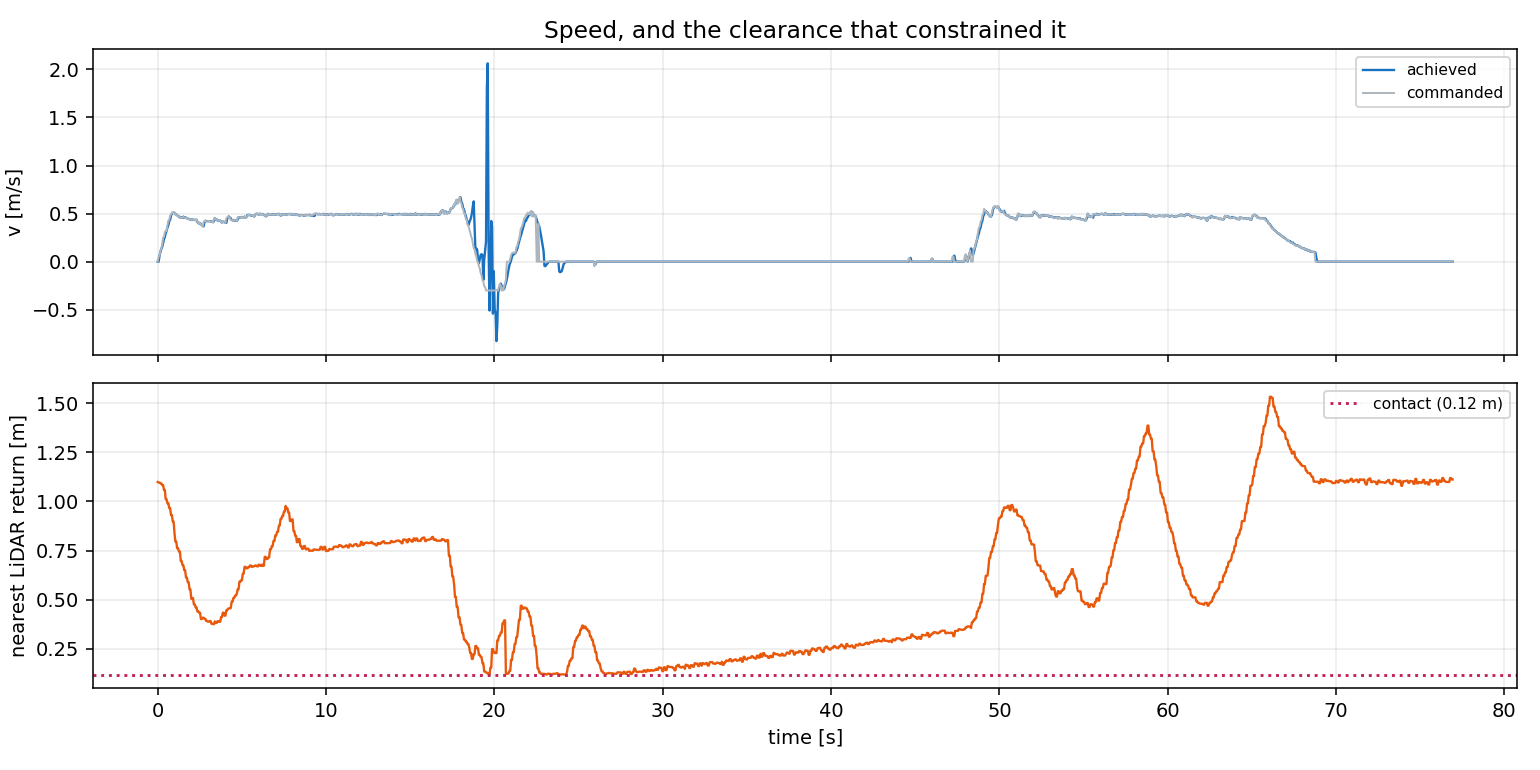 Speed, and the clearance that constrained it
achieved
commanded
v [m/s]
2.0
1.5
1.0
0.5
0.0
−0.5
contact (0.12 m)
nearest LiDAR return [m]
1.50
1.25
1.00
0.75
0.50
0.25
0 10 20 30 40 50 60 70 80
time [s]